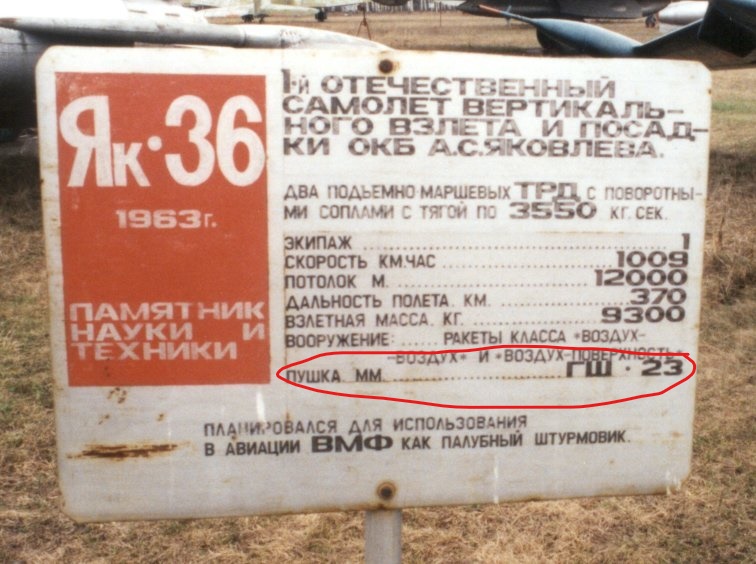 Як·36
1963г.
ПАМЯТНИК
НАУКИ И
ТЕХНИКИ
1-й ОТЕЧЕСТВЕННЫЙ
САМОЛЕТ ВЕРТИКАЛЬ-
НОГО ВЗЛЕТА И ПОСАД-
КИ ОКБ А.С.ЯКОВЛЕВА.
ДВА ПОДЪЕМНО-МАРШЕВЫХ ТРД С ПОВОРОТНЫ-
МИ СОПЛАМИ С ТЯГОЙ ПО 3550 КГ. СЕК.
ЭКИПАЖ ........................ 1
СКОРОСТЬ КМ.ЧАС ........................ 1009
ПОТОЛОК М. ........................ 12000
ДАЛЬНОСТЬ ПОЛЕТА. КМ. ........................ 370
ВЗЛЕТНАЯ МАССА. КГ. ........................ 9300
ВООРУЖЕНИЕ: ...... РАКЕТЫ КЛАССА "ВОЗДУХ-
-ВОЗДУХ" И "ВОЗДУХ-ПОВЕРХНОСТЬ"
ПУШКА. ММ. ........................ ГШ · 23
ПЛАНИРОВАЛСЯ ДЛЯ ИСПОЛЬЗОВАНИЯ
В АВИАЦИИ ВМФ КАК ПАЛУБНЫЙ ШТУРМОВИК.